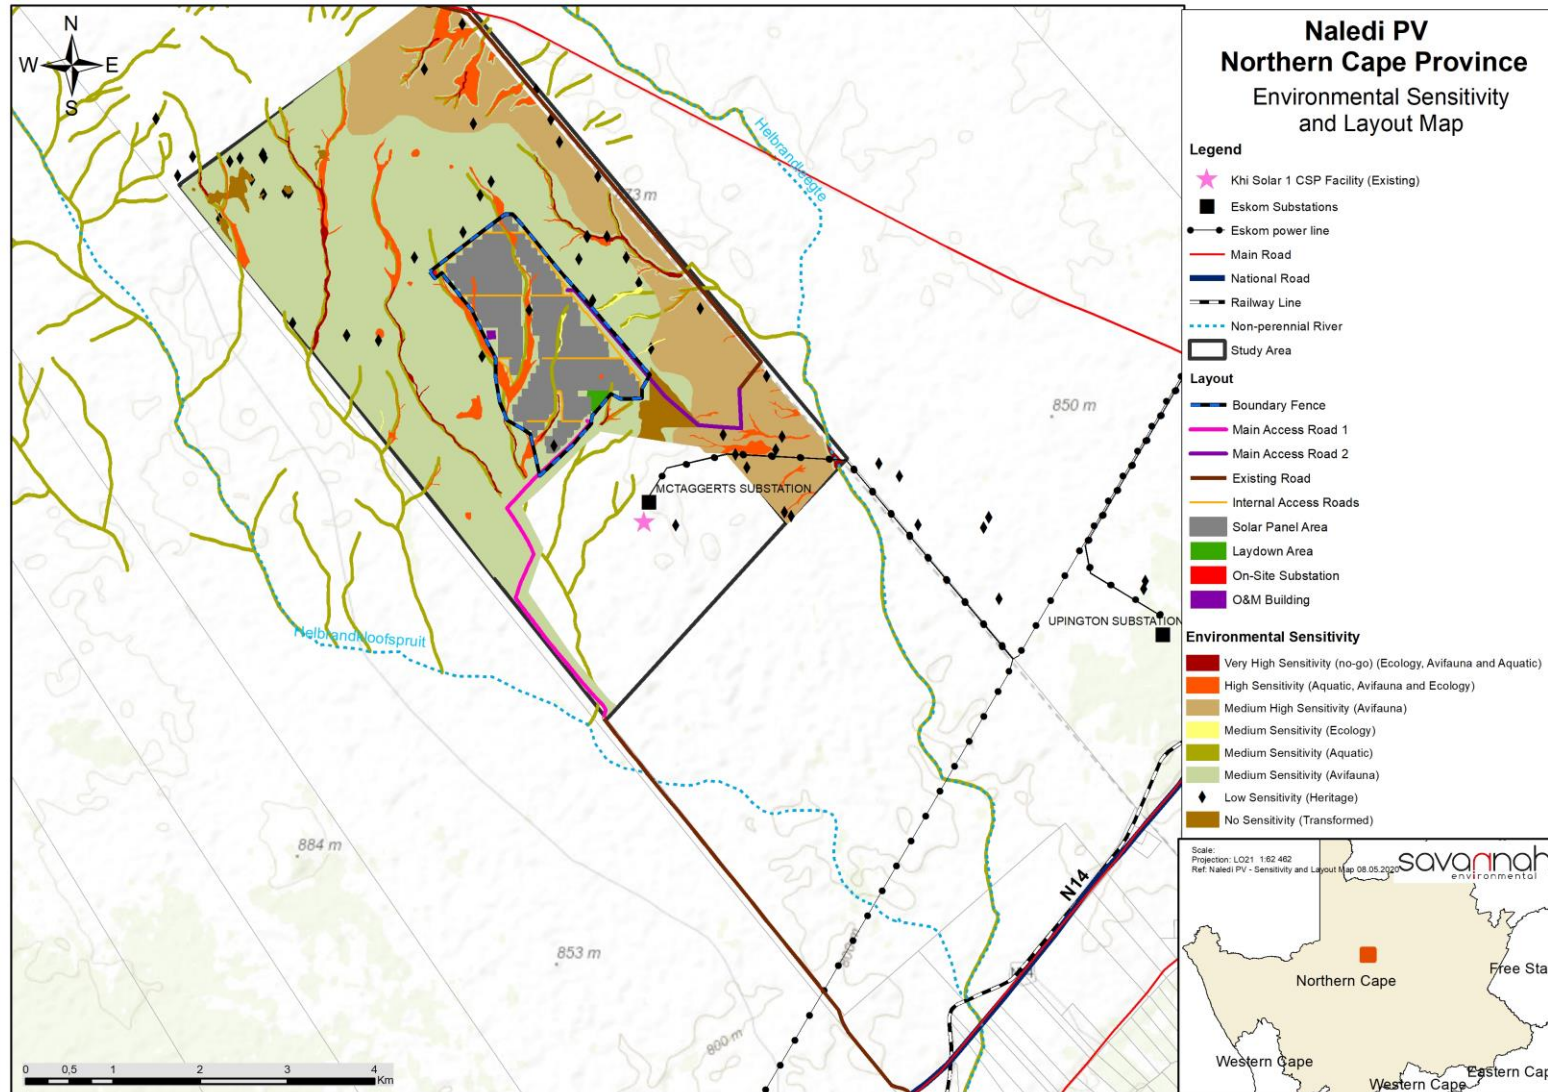 Naledi PV
Northern Cape Province
Environmental Sensitivity
and Layout Map
Legend
Khi Solar 1 CSP Facility (Existing)
Eskom Substations
Eskom power line
Main Road
National Road
Railway Line
Non-perennial River
Study Area
Layout
Boundary Fence
Main Access Road 1
Main Access Road 2
Existing Road
Internal Access Roads
Solar Panel Area
Laydown Area
On-Site Substation
O&M Building
Environmental Sensitivity
Very High Sensitivity (no-go) (Ecology, Avifauna and Aquatic)
High Sensitivity (Aquatic, Avifauna and Ecology)
Medium High Sensitivity (Avifauna)
Medium Sensitivity (Ecology)
Medium Sensitivity (Aquatic)
Medium Sensitivity (Avifauna)
Low Sensitivity (Heritage)
No Sensitivity (Transformed)
Scale:
Projection: LO21 1:62 462
Ref: Naledi PV - Sensitivity and Layout Map 08.05.2020
savannah
environmental
Northern Cape
Free Sta
Western Cape
Western Cape
Eastern Cap
N
W E
S
Helbrandleegte
73 m
850 m
MCTAGGERTS SUBSTATION
UPINGTON SUBSTATION
Helbrandkloofspruit
884 m
853 m
800 m
N14
0 0,5 1 2 3 4
Km